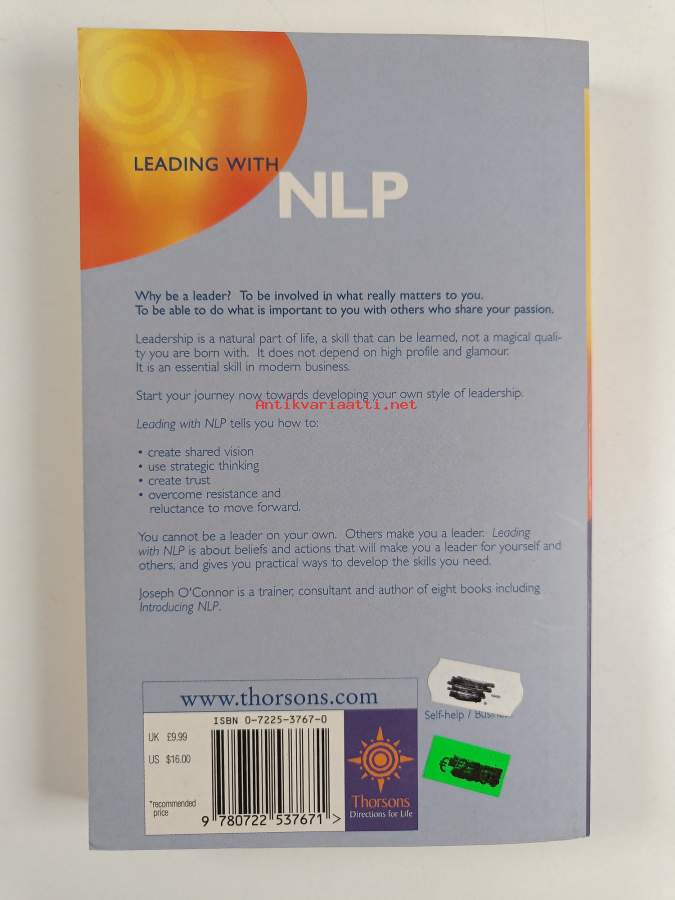 LEADING WITH
NLP
Why be a leader? To be involved in what really matters to you.
To be able to do what is important to you with others who share your passion.
Leadership is a natural part of life, a skill that can be learned, not a magical quali-
ty you are born with. It does not depend on high profile and glamour.
It is an essential skill in modern business.
Start your journey now towards developing your own style of leadership.
Antikvariaatti.net
Leading with NLP tells you how to:
• create shared vision
• use strategic thinking
• create trust
• overcome resistance and
reluctance to move forward.
You cannot be a leader on your own. Others make you a leader. Leading
with NLP is about beliefs and actions that will make you a leader for yourself and
others, and gives you practical ways to develop the skills you need.
Joseph O'Connor is a trainer, consultant and author of eight books including
Introducing NLP.
www.thorsons.com
ISBN 0-7225-3767-0
UK £9.99
US $16.00
*recommended
price
9 780722 537671 >
Thorsons
Directions for Life
Self-help /